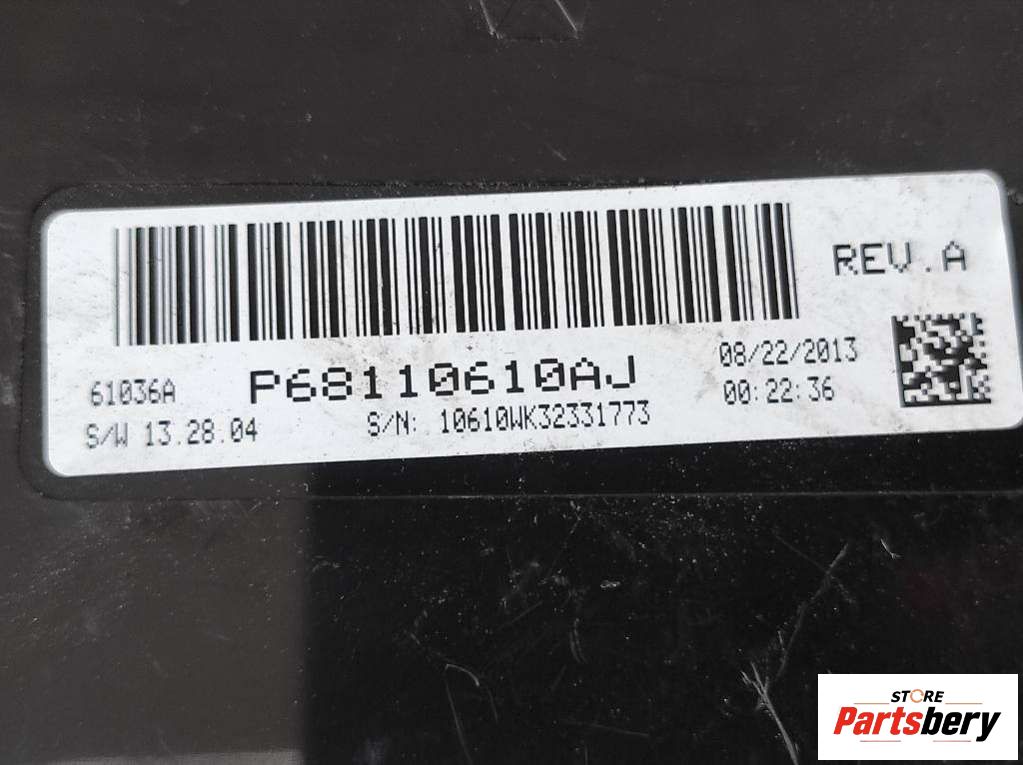 REV.A
61036A P68110610AJ 08/22/2013
S/W 13.28.04 S/N: 10610WK32331773 00:22:36
STORE
Partsbery